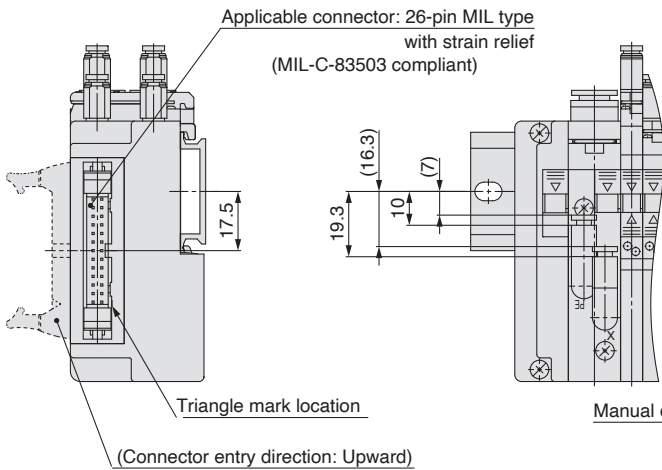 Applicable connector: 26-pin MIL type
with strain relief
(MIL-C-83503 compliant)
17.5
(16.3)
19.3
10
(7)
PE
X
Triangle mark location
Manual
(Connector entry direction: Upward)